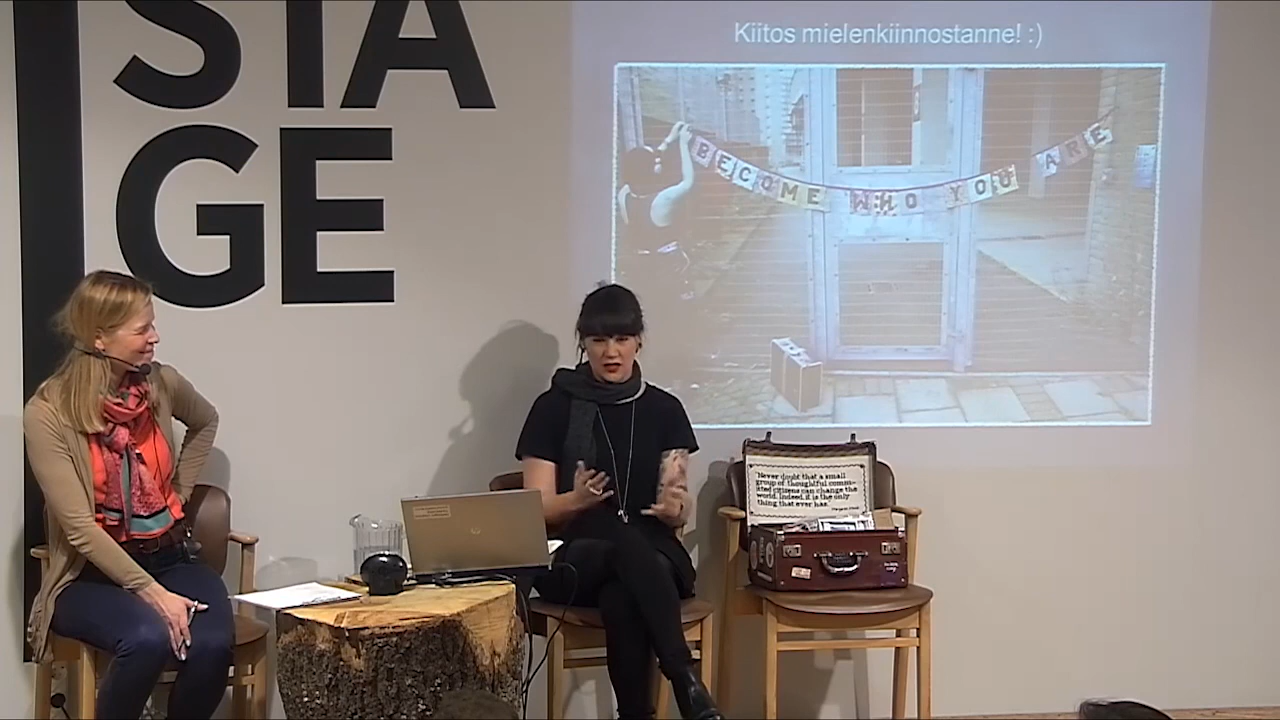 STA
GE
Kiitos mielenkiinnostanne! :)
BECOME WHO YOU ARE
"Never doubt that a small
group of thoughtful commit-
ted citizens can change the
world. Indeed, it is the only
thing that ever has."
hp